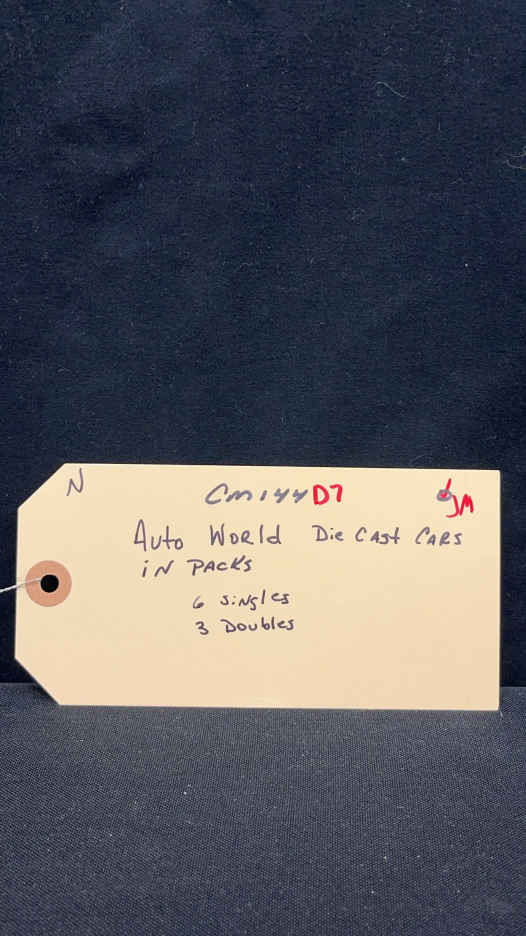 N
CM144D7
JM
Auto World Die Cast Cars
in Packs
6 Singles
3 Doubles